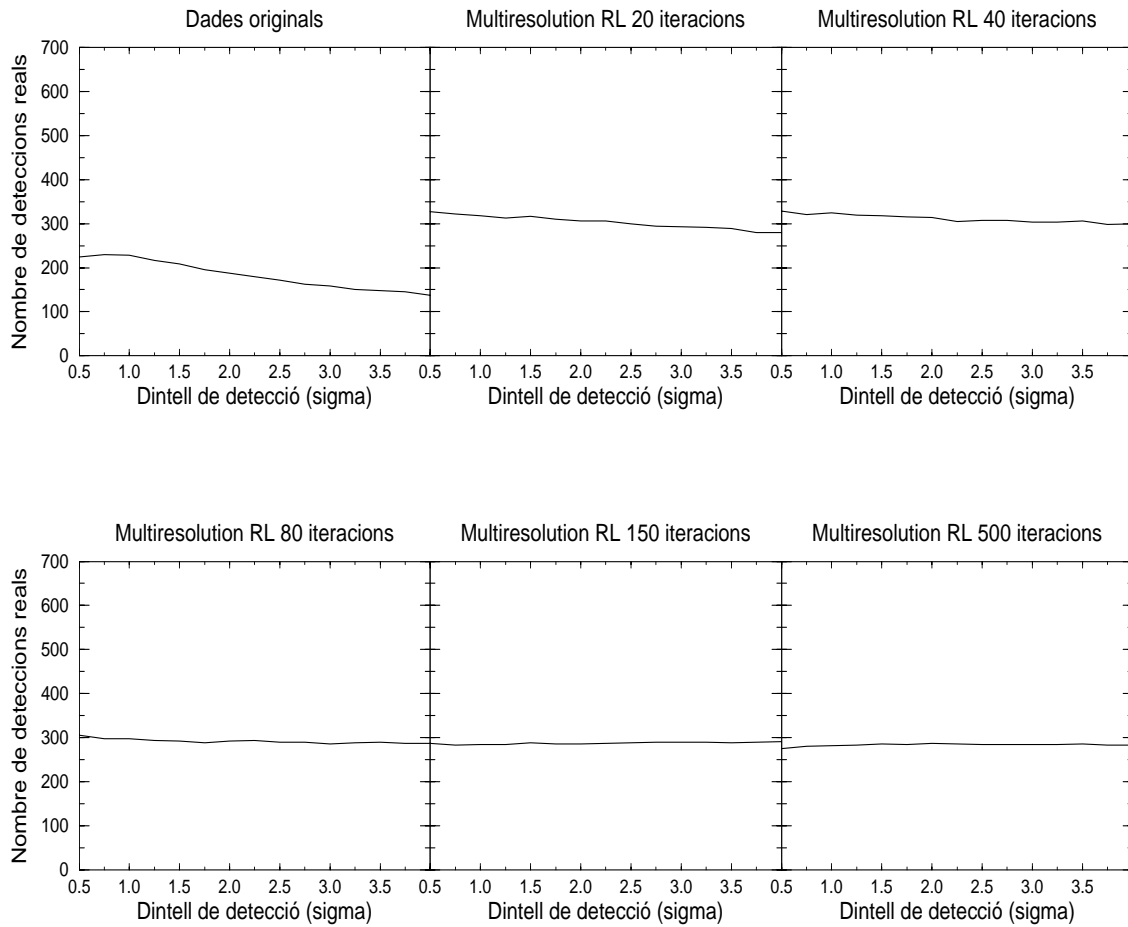 Dades originals
Multiresolution RL 20 iteracions
Multiresolution RL 40 iteracions
Nombre de deteccions reals
700
600
500
400
300
200
100
0
0.5 1.0 1.5 2.0 2.5 3.0 3.5 0.5 1.0 1.5 2.0 2.5 3.0 3.5 0.5 1.0 1.5 2.0 2.5 3.0 3.5
Dintell de detecció (sigma)
Dintell de detecció (sigma)
Dintell de detecció (sigma)
Multiresolution RL 80 iteracions
Multiresolution RL 150 iteracions
Multiresolution RL 500 iteracions
Nombre de deteccions reals
700
600
500
400
300
200
100
0
0.5 1.0 1.5 2.0 2.5 3.0 3.5 0.5 1.0 1.5 2.0 2.5 3.0 3.5 0.5 1.0 1.5 2.0 2.5 3.0 3.5
Dintell de detecció (sigma)
Dintell de detecció (sigma)
Dintell de detecció (sigma)